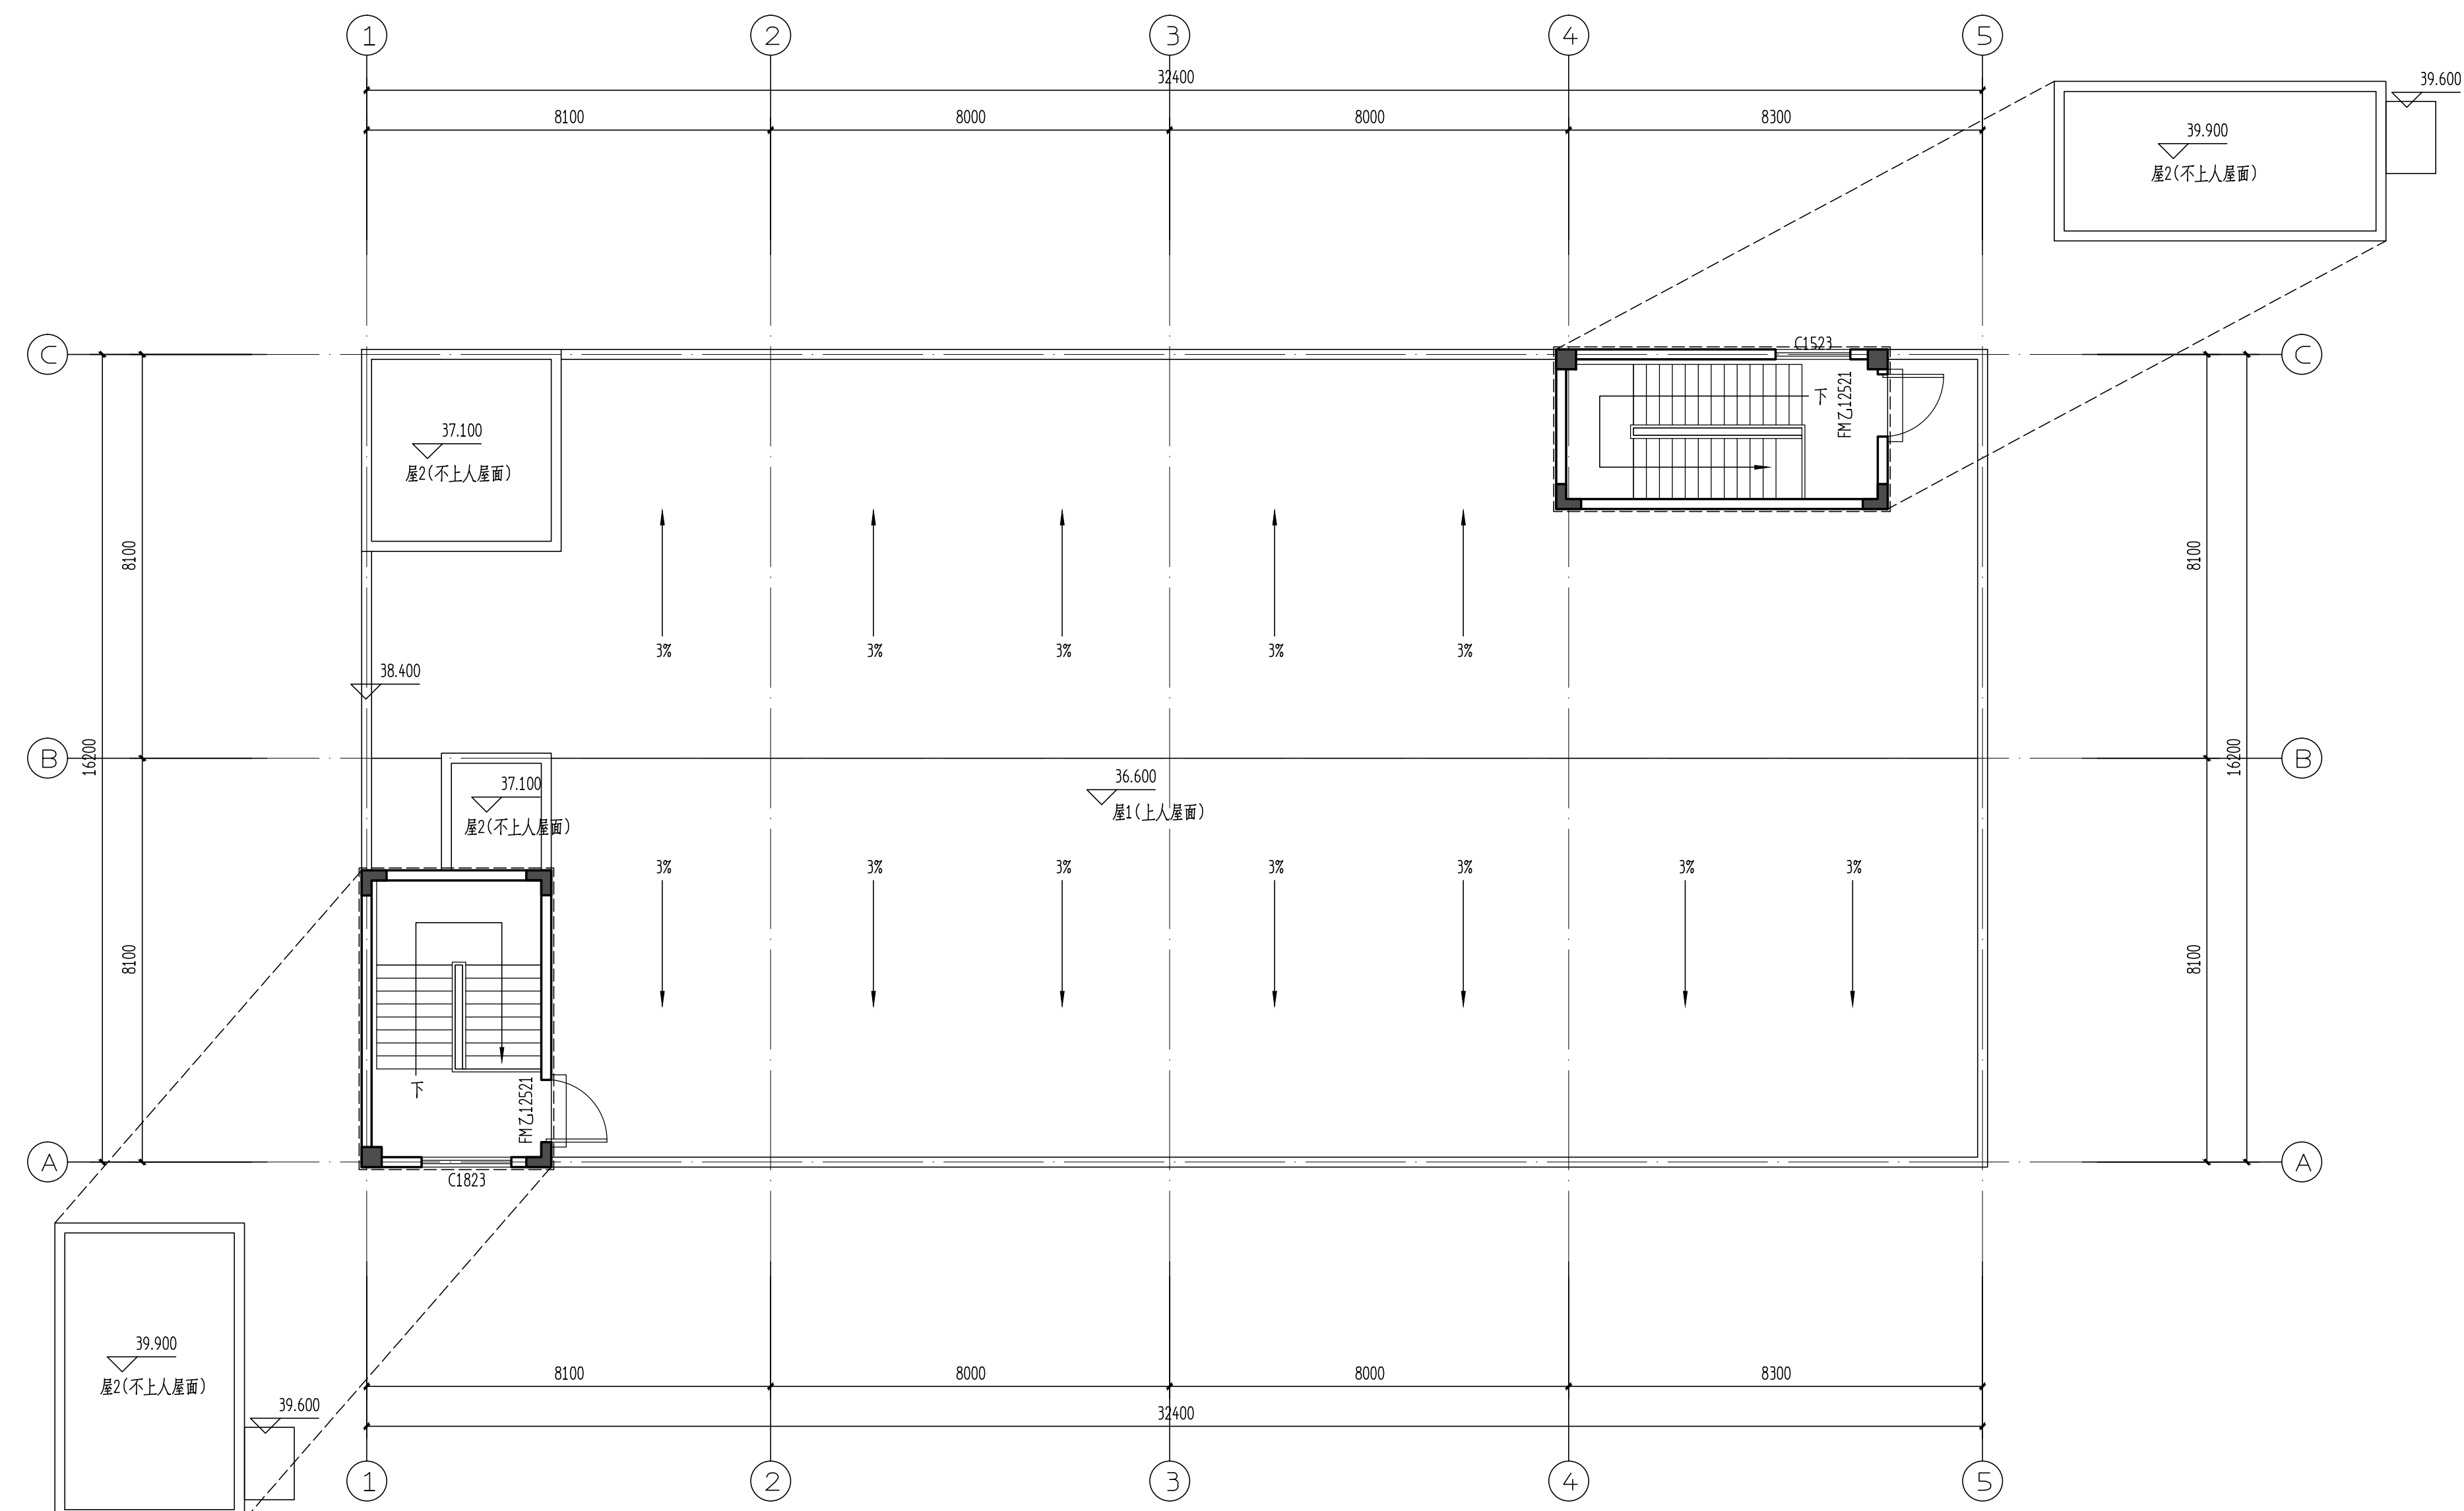 1 2 3 4 5
32400
39.600
8100 8000 8000 8300
39.900
屋2(不上人屋面)
C1523
C C
下
FM乙12521
37.100
屋2(不上人屋面)
8100 8100
3% 3% 3% 3% 3%
38.400
B B
16200 16200
37.100
屋2(不上人屋面)
36.600
屋1(上人屋面)
3% 3% 3% 3% 3% 3% 3%
8100 8100
下
FM乙12521
A A
C1823
39.900
屋2(不上人屋面)
8100 8000 8000 8300
39.600
32400
1 2 3 4 5